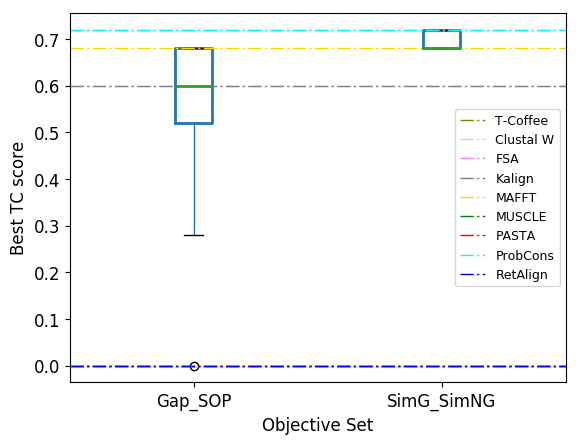 Best TC score
0.7
0.6
0.5
0.4
0.3
0.2
0.1
0.0
T-Coffee
Clustal W
FSA
Kalign
MAFFT
MUSCLE
PASTA
ProbCons
RetAlign
Gap_SOP
SimG_SimNG
Objective Set